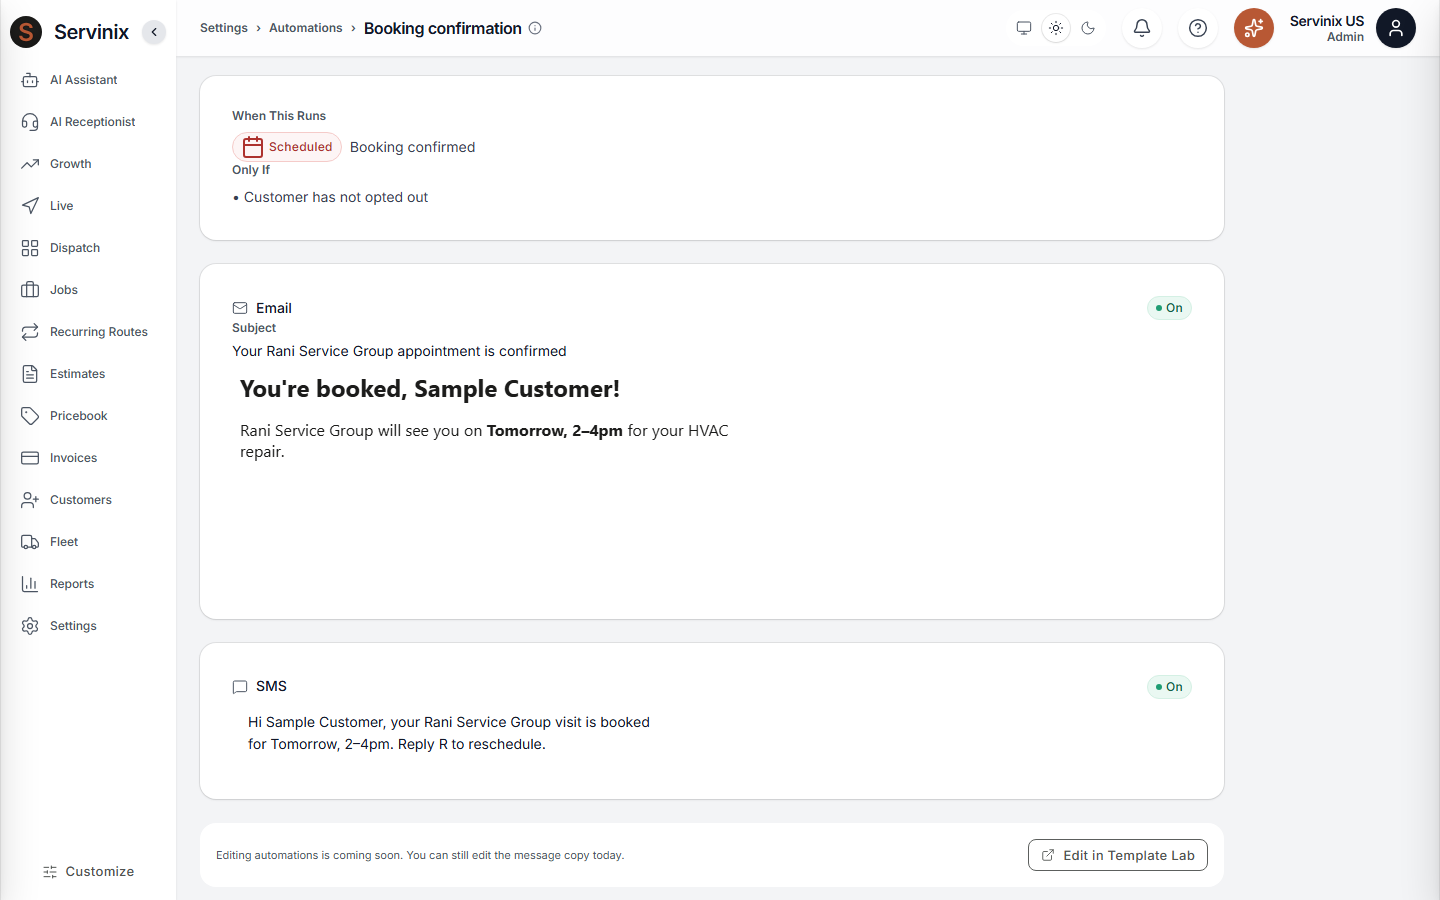 Servinix
AI Assistant
AI Receptionist
Growth
Live
Dispatch
Jobs
Recurring Routes
Estimates
Pricebook
Invoices
Customers
Fleet
Reports
Settings
Customize
Settings › Automations › Booking confirmation
Servinix US
Admin
When This Runs
Scheduled Booking confirmed
Only If
• Customer has not opted out
Email
On
Subject
Your Rani Service Group appointment is confirmed
You're booked, Sample Customer!
Rani Service Group will see you on Tomorrow, 2–4pm for your HVAC
repair.
SMS
On
Hi Sample Customer, your Rani Service Group visit is booked
for Tomorrow, 2–4pm. Reply R to reschedule.
Editing automations is coming soon. You can still edit the message copy today.
Edit in Template Lab